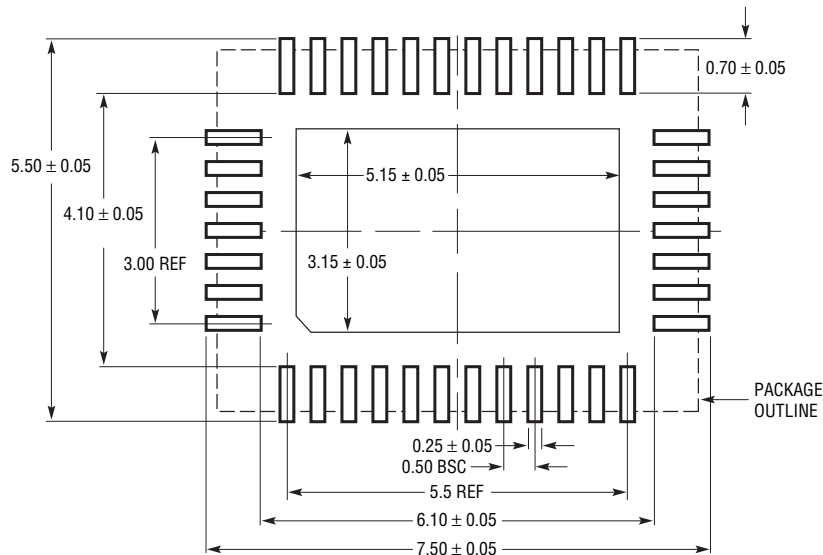 0.70 ± 0.05
5.50 ± 0.05
5.15 ± 0.05
4.10 ± 0.05
3.00 REF
3.15 ± 0.05
PACKAGE
OUTLINE
0.25 ± 0.05
0.50 BSC
5.5 REF
6.10 ± 0.05
7.50 ± 0.05